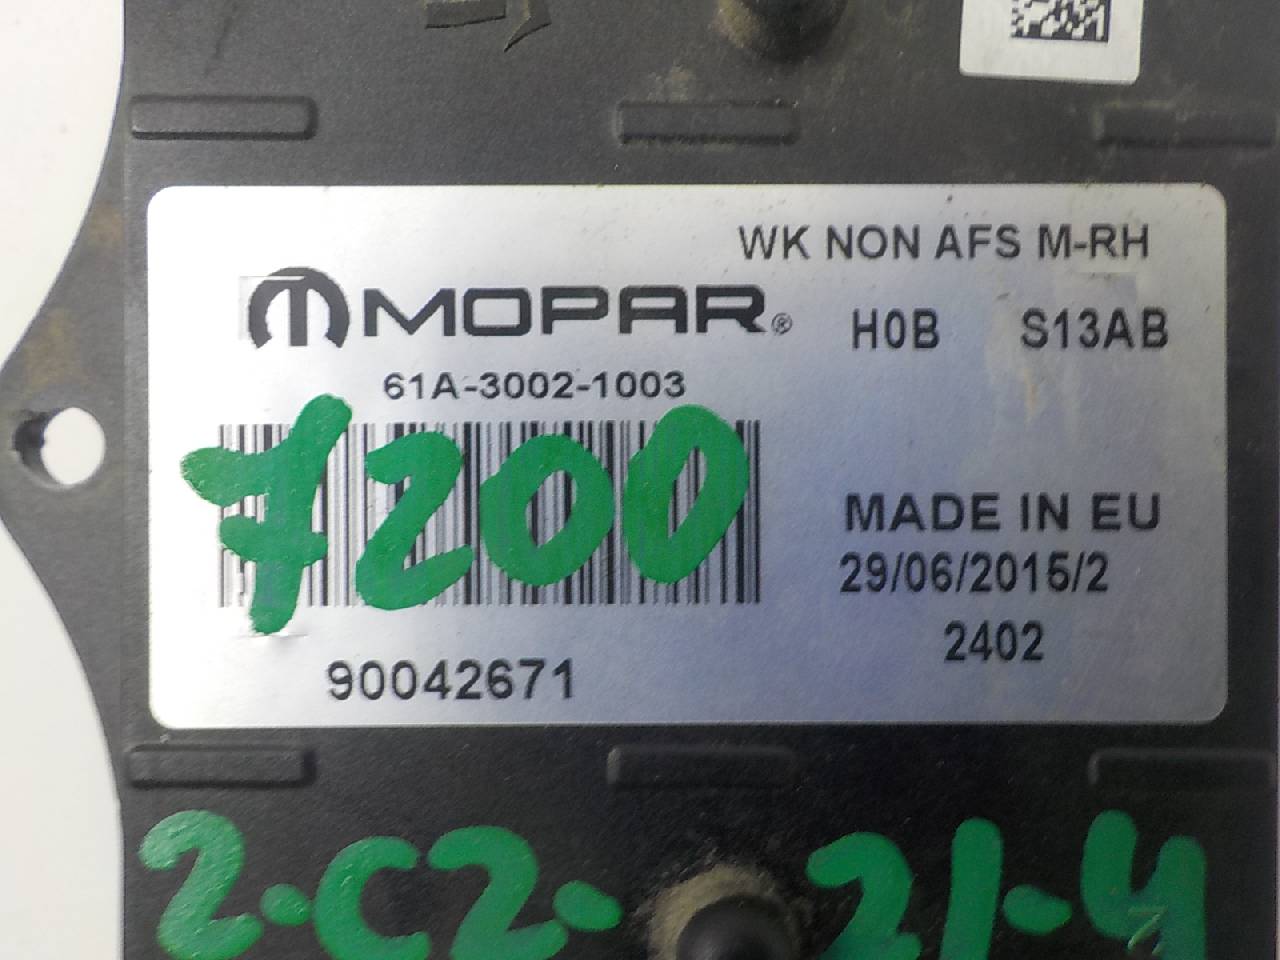 WK NON AFS M-RH
MOPAR®
H0B S13AB
61A-3002-1003
7200
MADE IN EU
29/06/2015/2
2402
90042671
2-C2-21-4